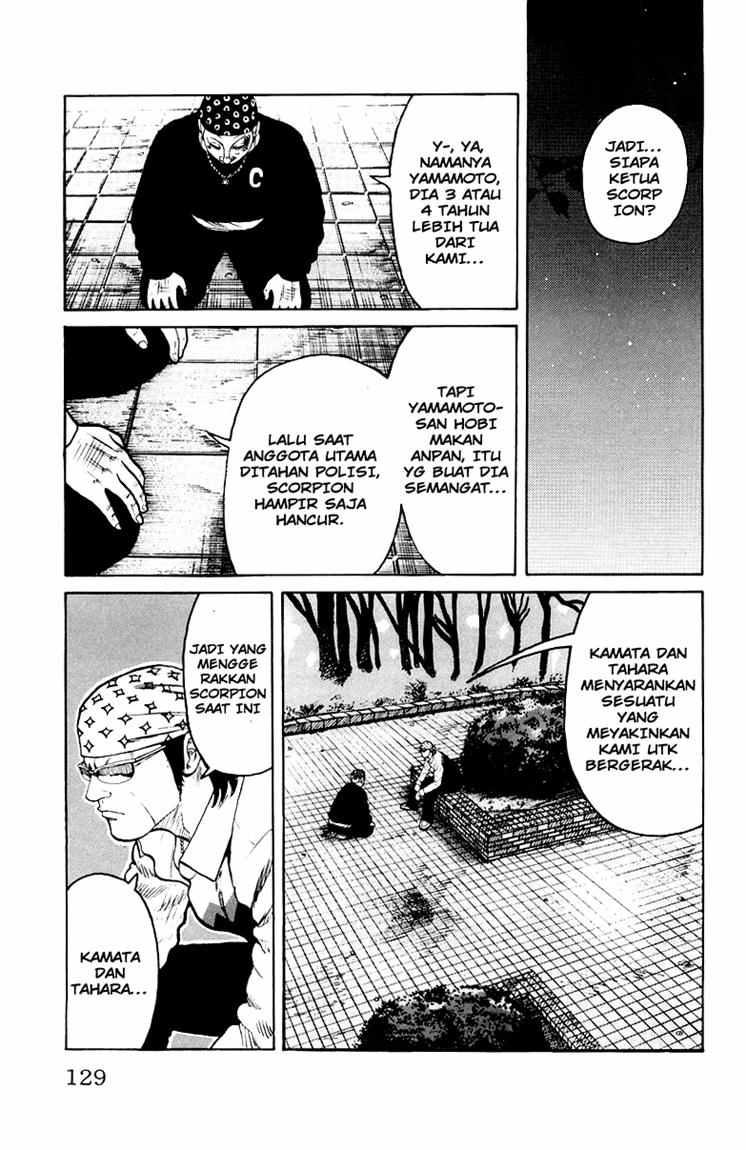 JADI...
SIAPA
KETUA
SCORP
ION?
Y-, YA,
NAMANYA
YAMAMOTO,
DIA 3 ATAU
4 TAHUN
LEBIH TUA
DARI
KAMI...
C
TAPI
YAMAMOTO-
SAN HOBI
MAKAN
ANPAN, ITU
YG BUAT DIA
SEMANGAT...
LALU SAAT
ANGGOTA UTAMA
DITAHAN POLISI,
SCORPION
HAMPIR SAJA
HANCUR.
KAMATA DAN
TAHARA
MENYARANKAN
SESUATU
YANG
MEYAKINKAN
KAMI UTK
BERGERAK...
JADI YANG
MENGGE
RAKKAN
SCORPION
SAAT INI
KAMATA
DAN
TAHARA...
129